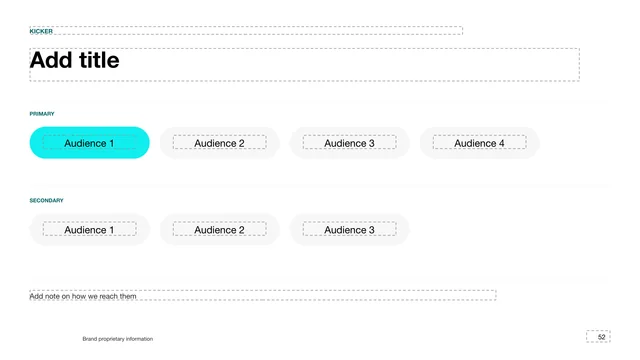 KICKER
Add title
PRIMARY
Audience 1
Audience 2
Audience 3
Audience 4
SECONDARY
Audience 1
Audience 2
Audience 3
Add note on how we reach them
Brand proprietary information
52